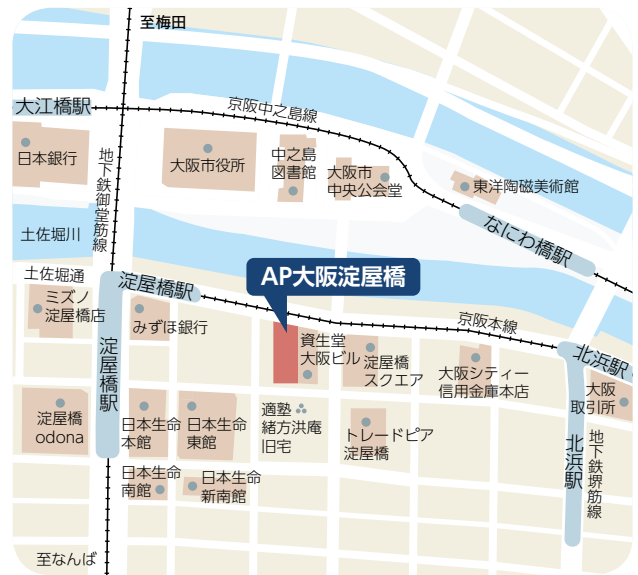 至梅田
大江橋駅
京阪中之島線
日本銀行
地下鉄御堂筋線
大阪市役所
中之島
図書館
大阪市
中央公会堂
東洋陶磁美術館
なにわ橋駅
土佐堀川
土佐堀通
淀屋橋駅
AP大阪淀屋橋
京阪本線
北浜駅
ミズノ
淀屋橋店
みずほ銀行
淀屋橋駅
資生堂
大阪ビル
淀屋橋
スクエア
大阪シティー
信用金庫本店
大阪
取引所
北浜駅
地下鉄堺筋線
淀屋橋
odona
日本生命
本館
日本生命
東館
適塾
緒方洪庵
旧宅
トレードピア
淀屋橋
日本生命
南館
日本生命
新南館
至なんば